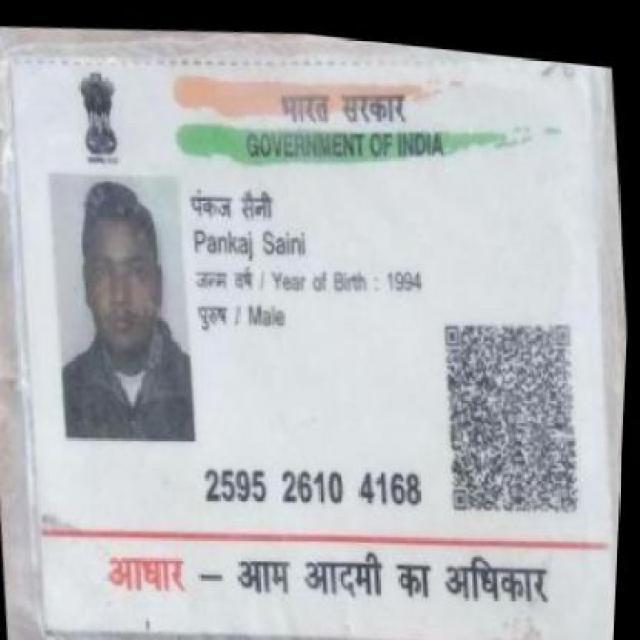 भारत सरकार
GOVERNMENT OF INDIA
पंकज सैनी
Pankaj Saini
जन्म वर्ष / Year of Birth : 1994
पुरुष / Male
2595 2610 4168
आधार – आम आदमी का अधिकार